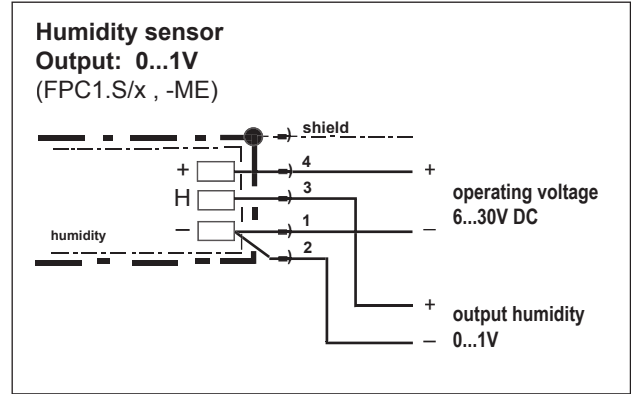 Humidity sensor
Output: 0...1V
(FPC1.S/x , -ME)
shield
+ 4 +
H 3
operating voltage
6...30V DC
– 1 –
humidity
2
+
output humidity
– 0...1V